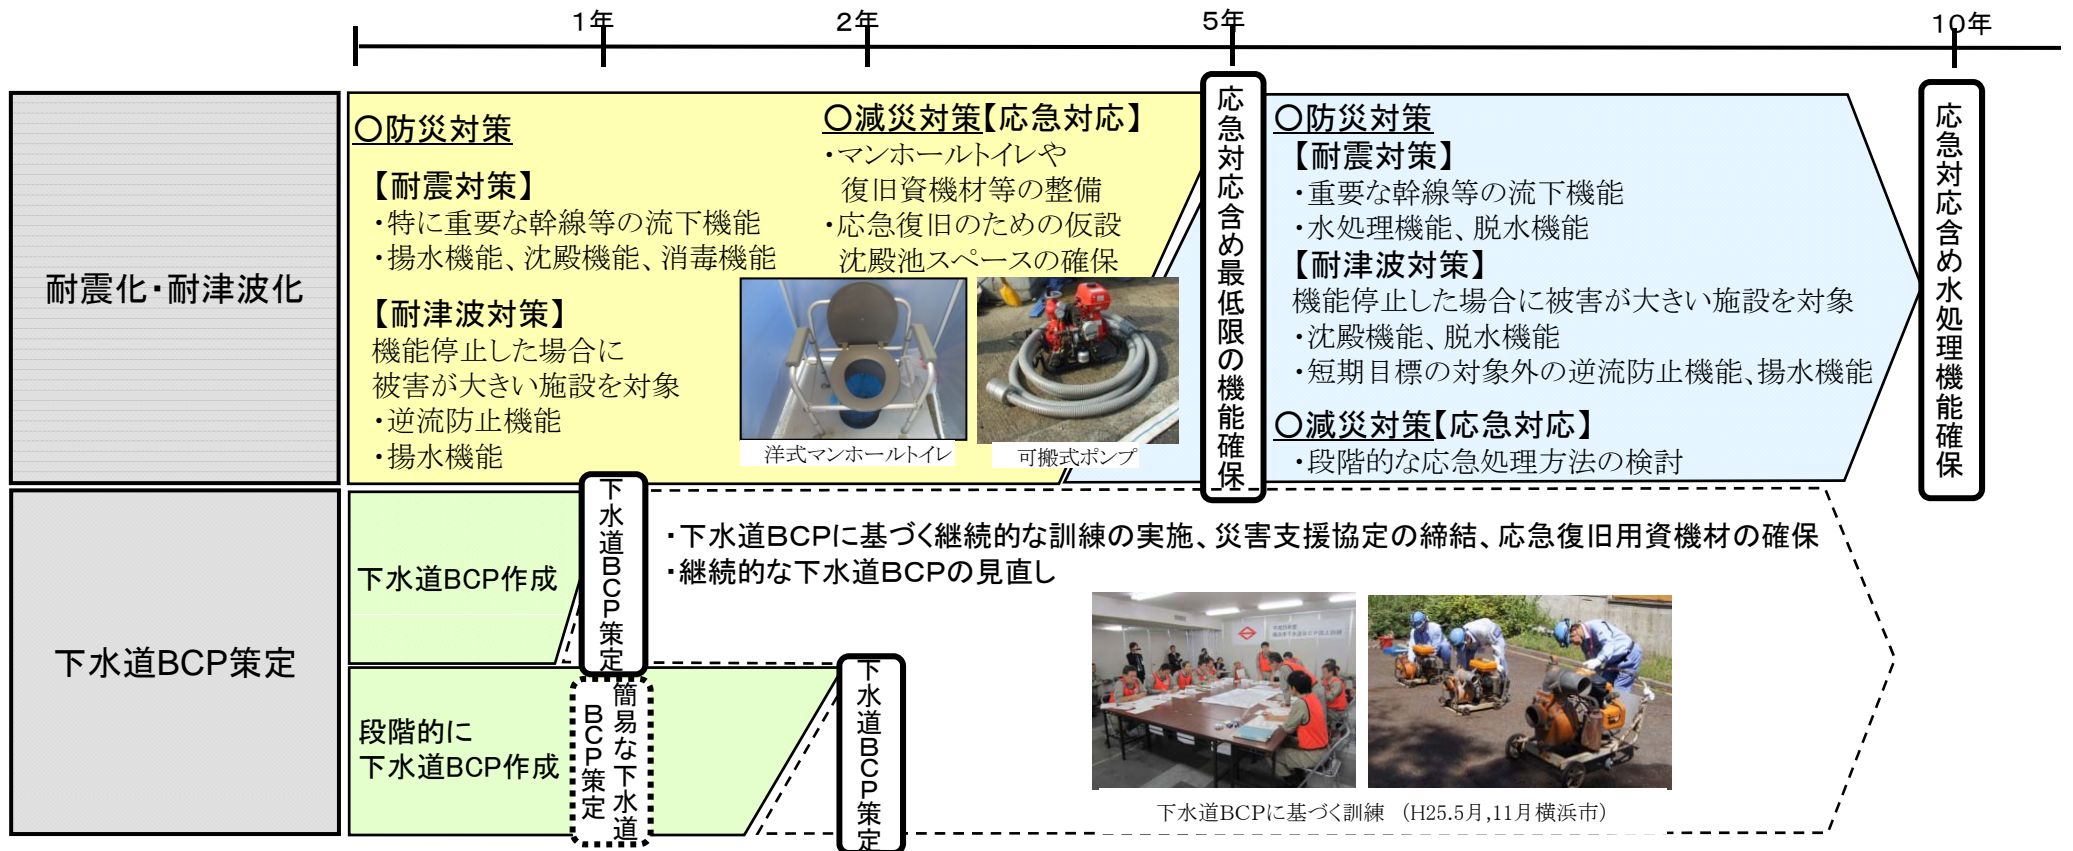 1年
2年
5年
10年
耐震化・耐津波化
○防災対策
【耐震対策】
・特に重要な幹線等の流下機能
・揚水機能、沈殿機能、消毒機能
【耐津波対策】
機能停止した場合に
被害が大きい施設を対象
・逆流防止機能
・揚水機能
○減災対策【応急対応】
・マンホールトイレや
復旧資機材等の整備
・応急復旧のための仮設
沈殿池スペースの確保
洋式マンホールトイレ
可搬式ポンプ
応急対応含め最低限の機能確保
○防災対策
【耐震対策】
・重要な幹線等の流下機能
・水処理機能、脱水機能
【耐津波対策】
機能停止した場合に被害が大きい施設を対象
・沈殿機能、脱水機能
・短期目標の対象外の逆流防止機能、揚水機能
○減災対策【応急対応】
・段階的な応急処理方法の検討
応急対応含め水処理機能確保
下水道BCP策定
下水道BCP作成
下水道BCP策定
・下水道BCPに基づく継続的な訓練の実施、災害支援協定の締結、応急復旧用資機材の確保
・継続的な下水道BCPの見直し
段階的に
下水道BCP作成
簡易な下水道
BCP策定
下水道BCP策定
下水道BCPに基づく訓練 (H25.5月,11月横浜市)